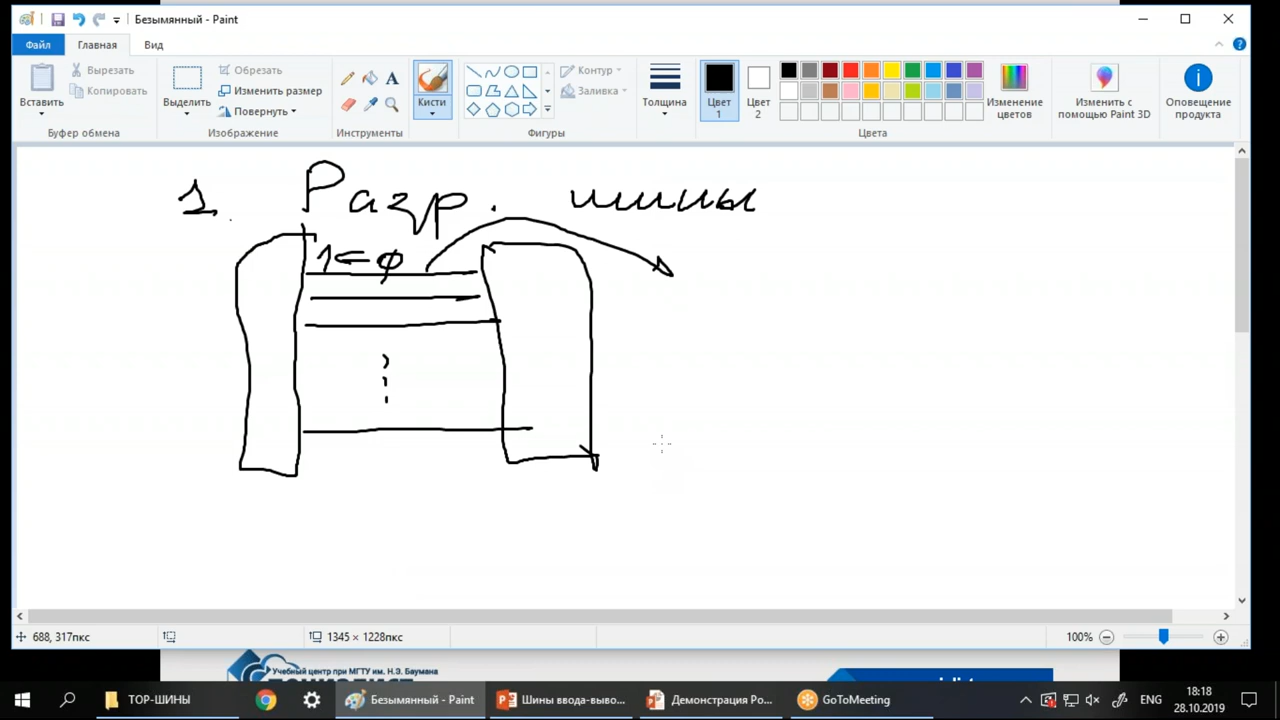 Безымянный - Paint
Файл Главная Вид
Вставить
Вырезать
Копировать
Буфер обмена
Выделить
Обрезать
Изменить размер
Повернуть
Изображение
A
Инструменты
Кисти
Контур
Заливка
Фигуры
Толщина
Цвет 1
Цвет 2
Изменение цветов
Цвета
Изменить с помощью Paint 3D
Оповещение продукта
1. Разр. шины
1 = φ
688, 317пкс 1345 × 1228пкс 100%
Учебный центр при МГТУ им. Н.Э. Баумана
TOP-ШИНЫ Безымянный - Paint Шины ввода-выво... Демонстрация Po... GoToMeeting ENG 18:18
28.10.2019